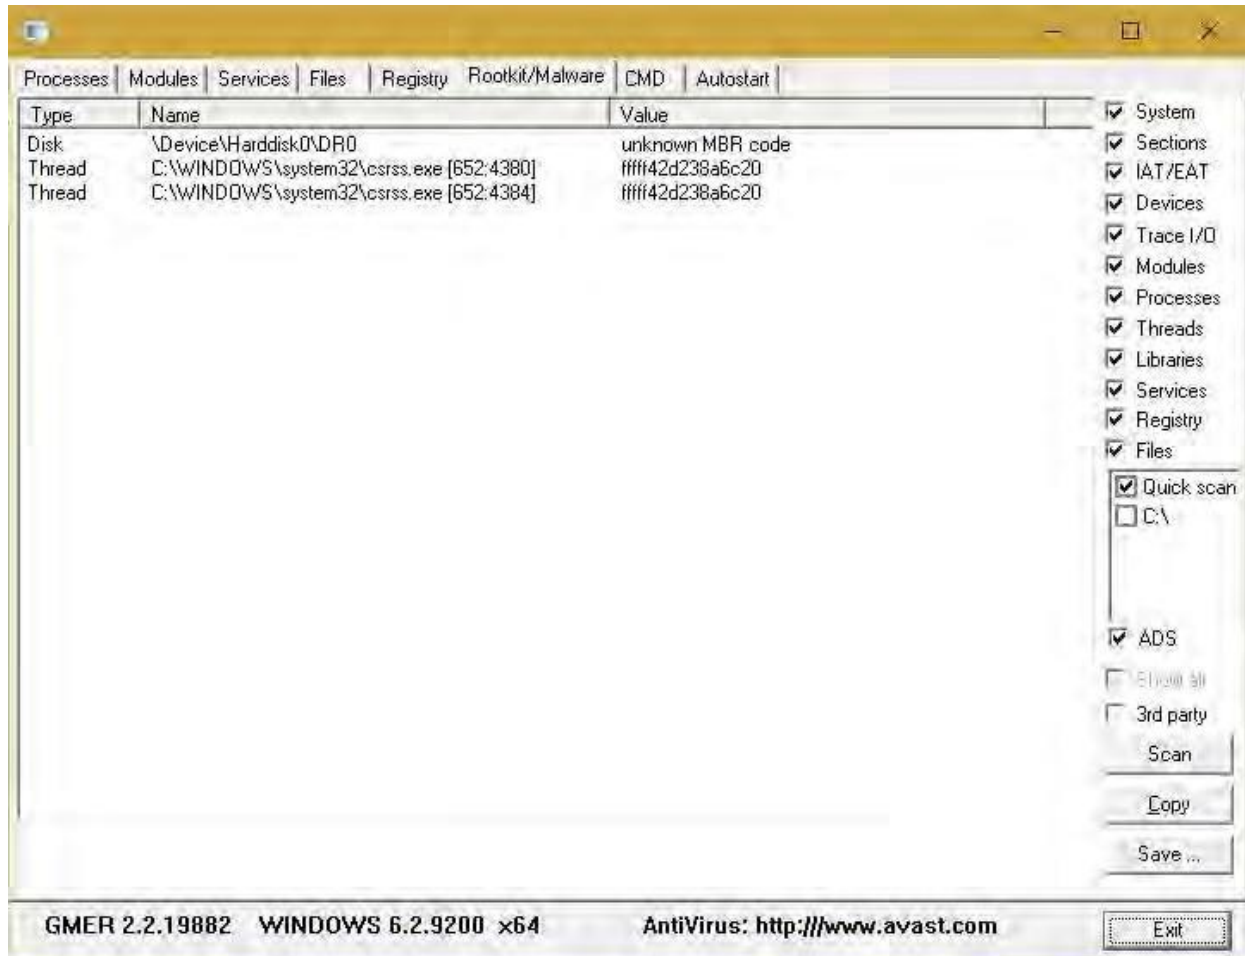 Processes Modules Services Files Registry Rootkit/Malware CMD Autostart
Type Name Value
Disk \Device\Harddisk0\DR0 unknown MBR code
Thread C:\WINDOWS\system32\csrss.exe [652:4380] fffff42d238a6c20
Thread C:\WINDOWS\system32\csrss.exe [652:4384] fffff42d238a6c20
System
Sections
IAT/EAT
Devices
Trace I/O
Modules
Processes
Threads
Libraries
Services
Registry
Files
Quick scan
C:\
ADS
Show all
3rd party
Scan
Copy
Save ...
GMER 2.2.19882 WINDOWS 6.2.9200 x64 AntiVirus: http:///www.avast.com
Exit